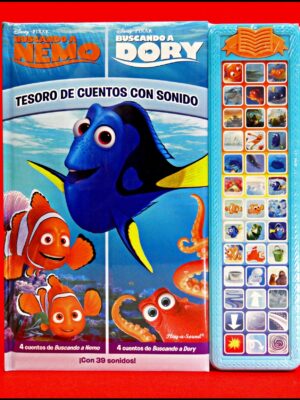 Disney · PIXAR
BUSCANDO A
NEMO
Disney · PIXAR
BUSCANDO A
DORY
TESORO DE CUENTOS CON SONIDO
Play-a-Sound
4 cuentos de Buscando a Nemo
4 cuentos de Buscando a Dory
¡Con 39 sonidos!